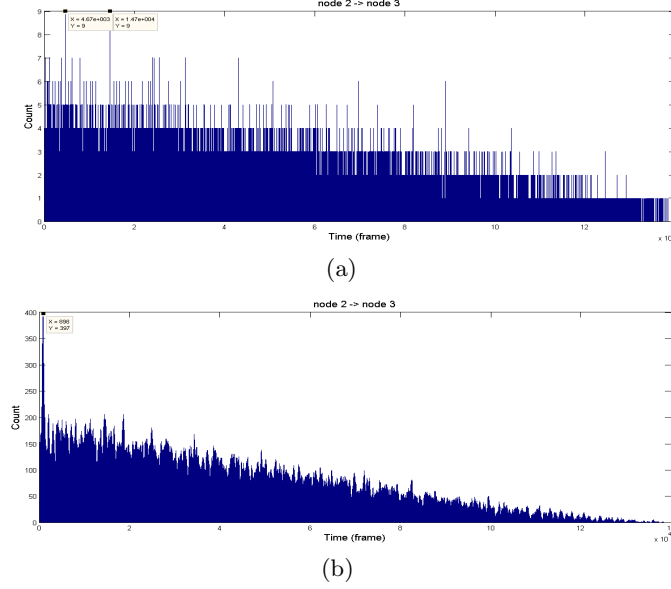 node 2 -> node 3
X = 4.67e+003
Y = 9
X = 1.47e+004
Y = 9
9
8
7
6
5
4
3
2
1
0
Count
0 2 4 6 8 10 12
Time (frame)
x 10
(a)
node 2 -> node 3
X = 898
Y = 397
400
350
300
250
200
150
100
50
0
Count
0 2 4 6 8 10 12
Time (frame)
x 10
(b)